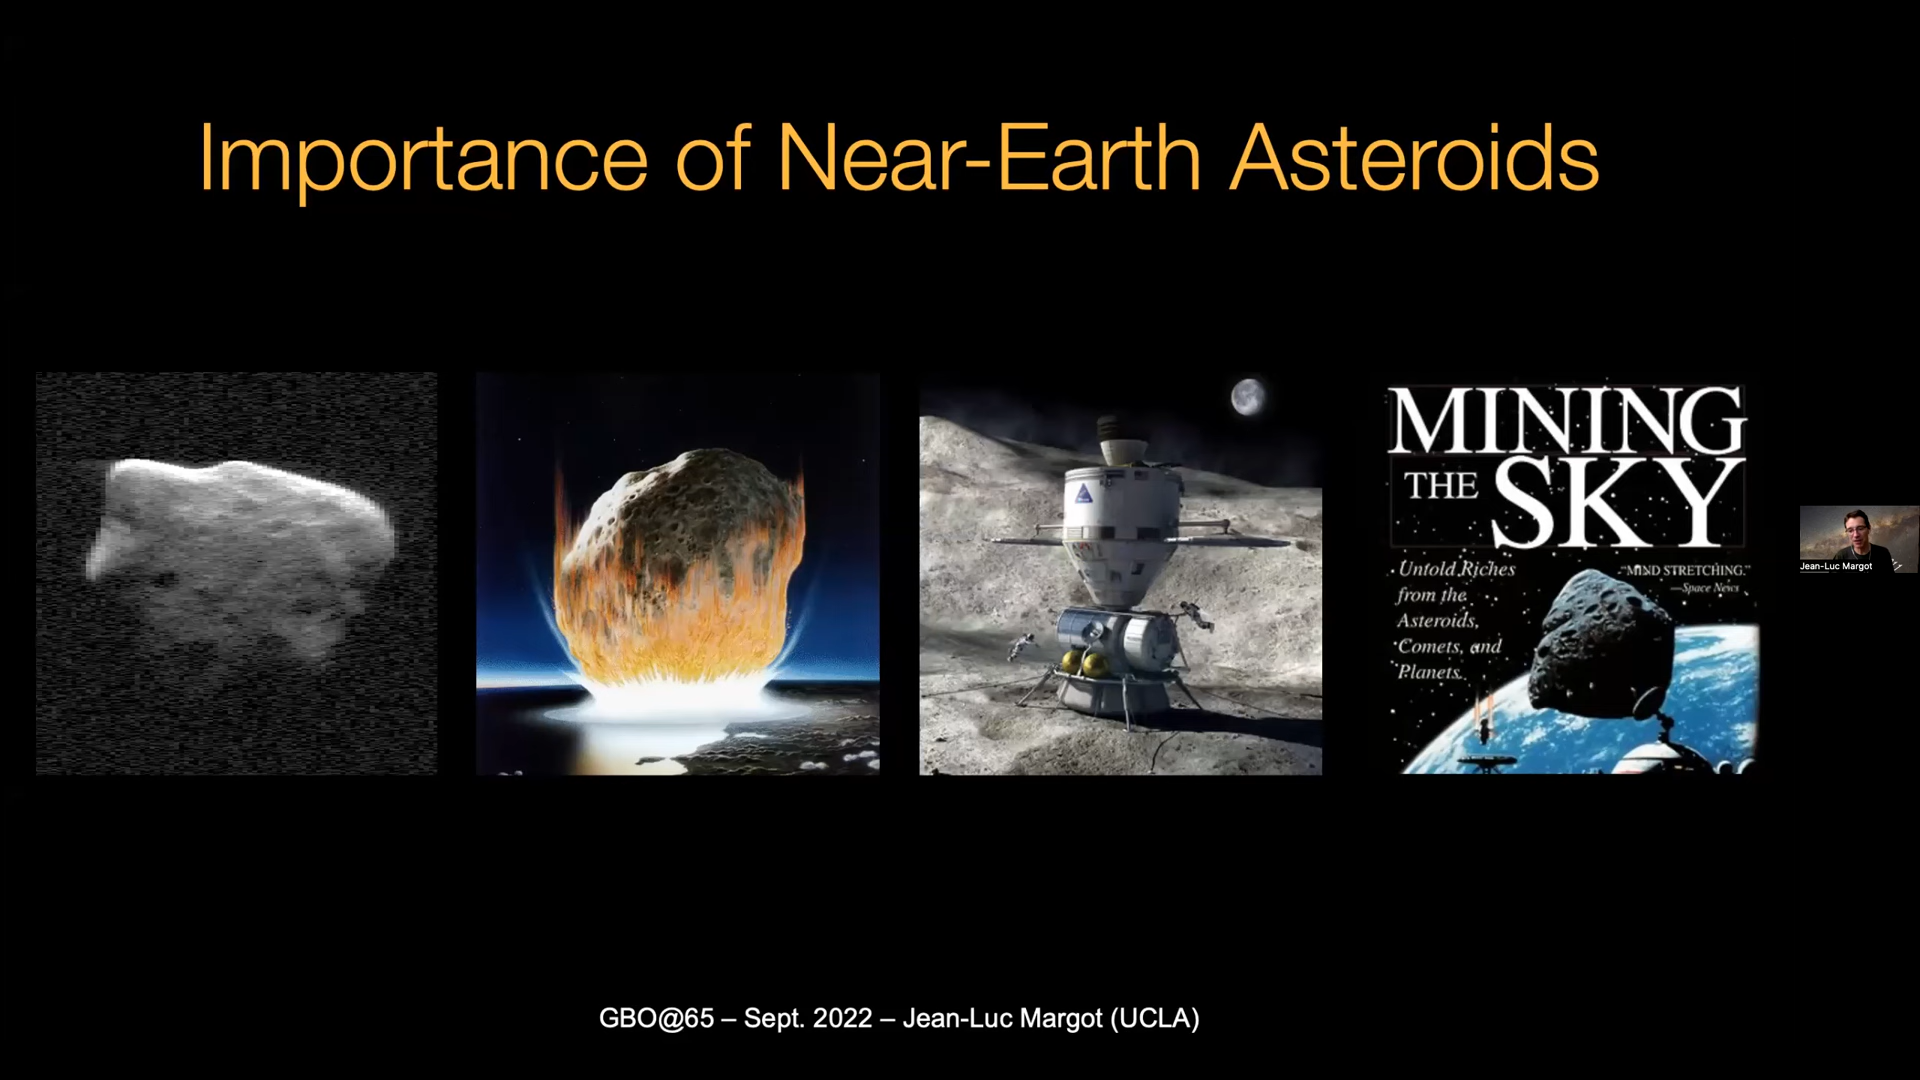 Importance of Near-Earth Asteroids
MINING
THE SKY
Untold Riches
from the
Asteroids,
Comets, and
Planets
"MIND STRETCHING."
—Space News
Jean-Luc Margot
GBO@65 – Sept. 2022 – Jean-Luc Margot (UCLA)